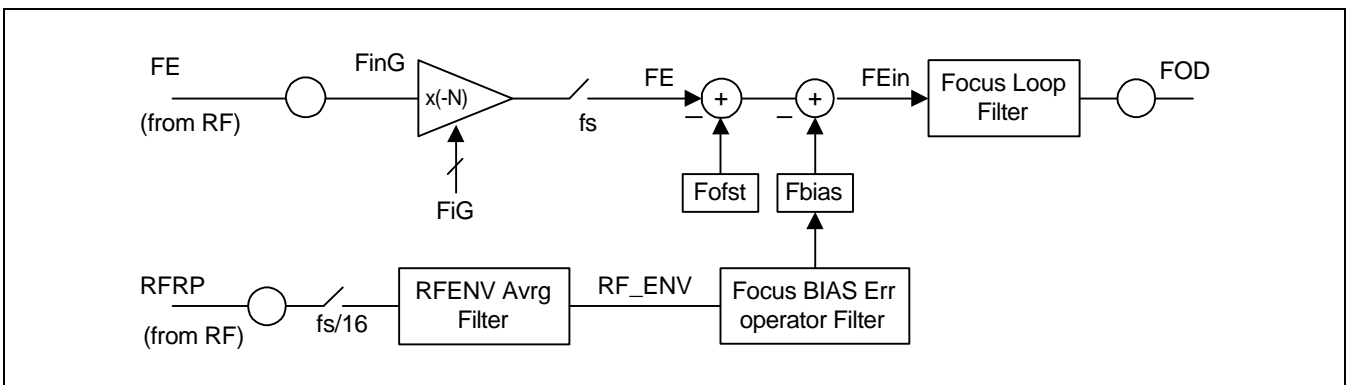 FE
(from RF)
FinG
x(-N)
FiG
fs
FE
+
–
+
–
FEin
Focus Loop
Filter
FOD
Fofst
Fbias
RFRP
(from RF)
fs/16
RFENV Avrg
Filter
RF_ENV
Focus BIAS Err
operator Filter